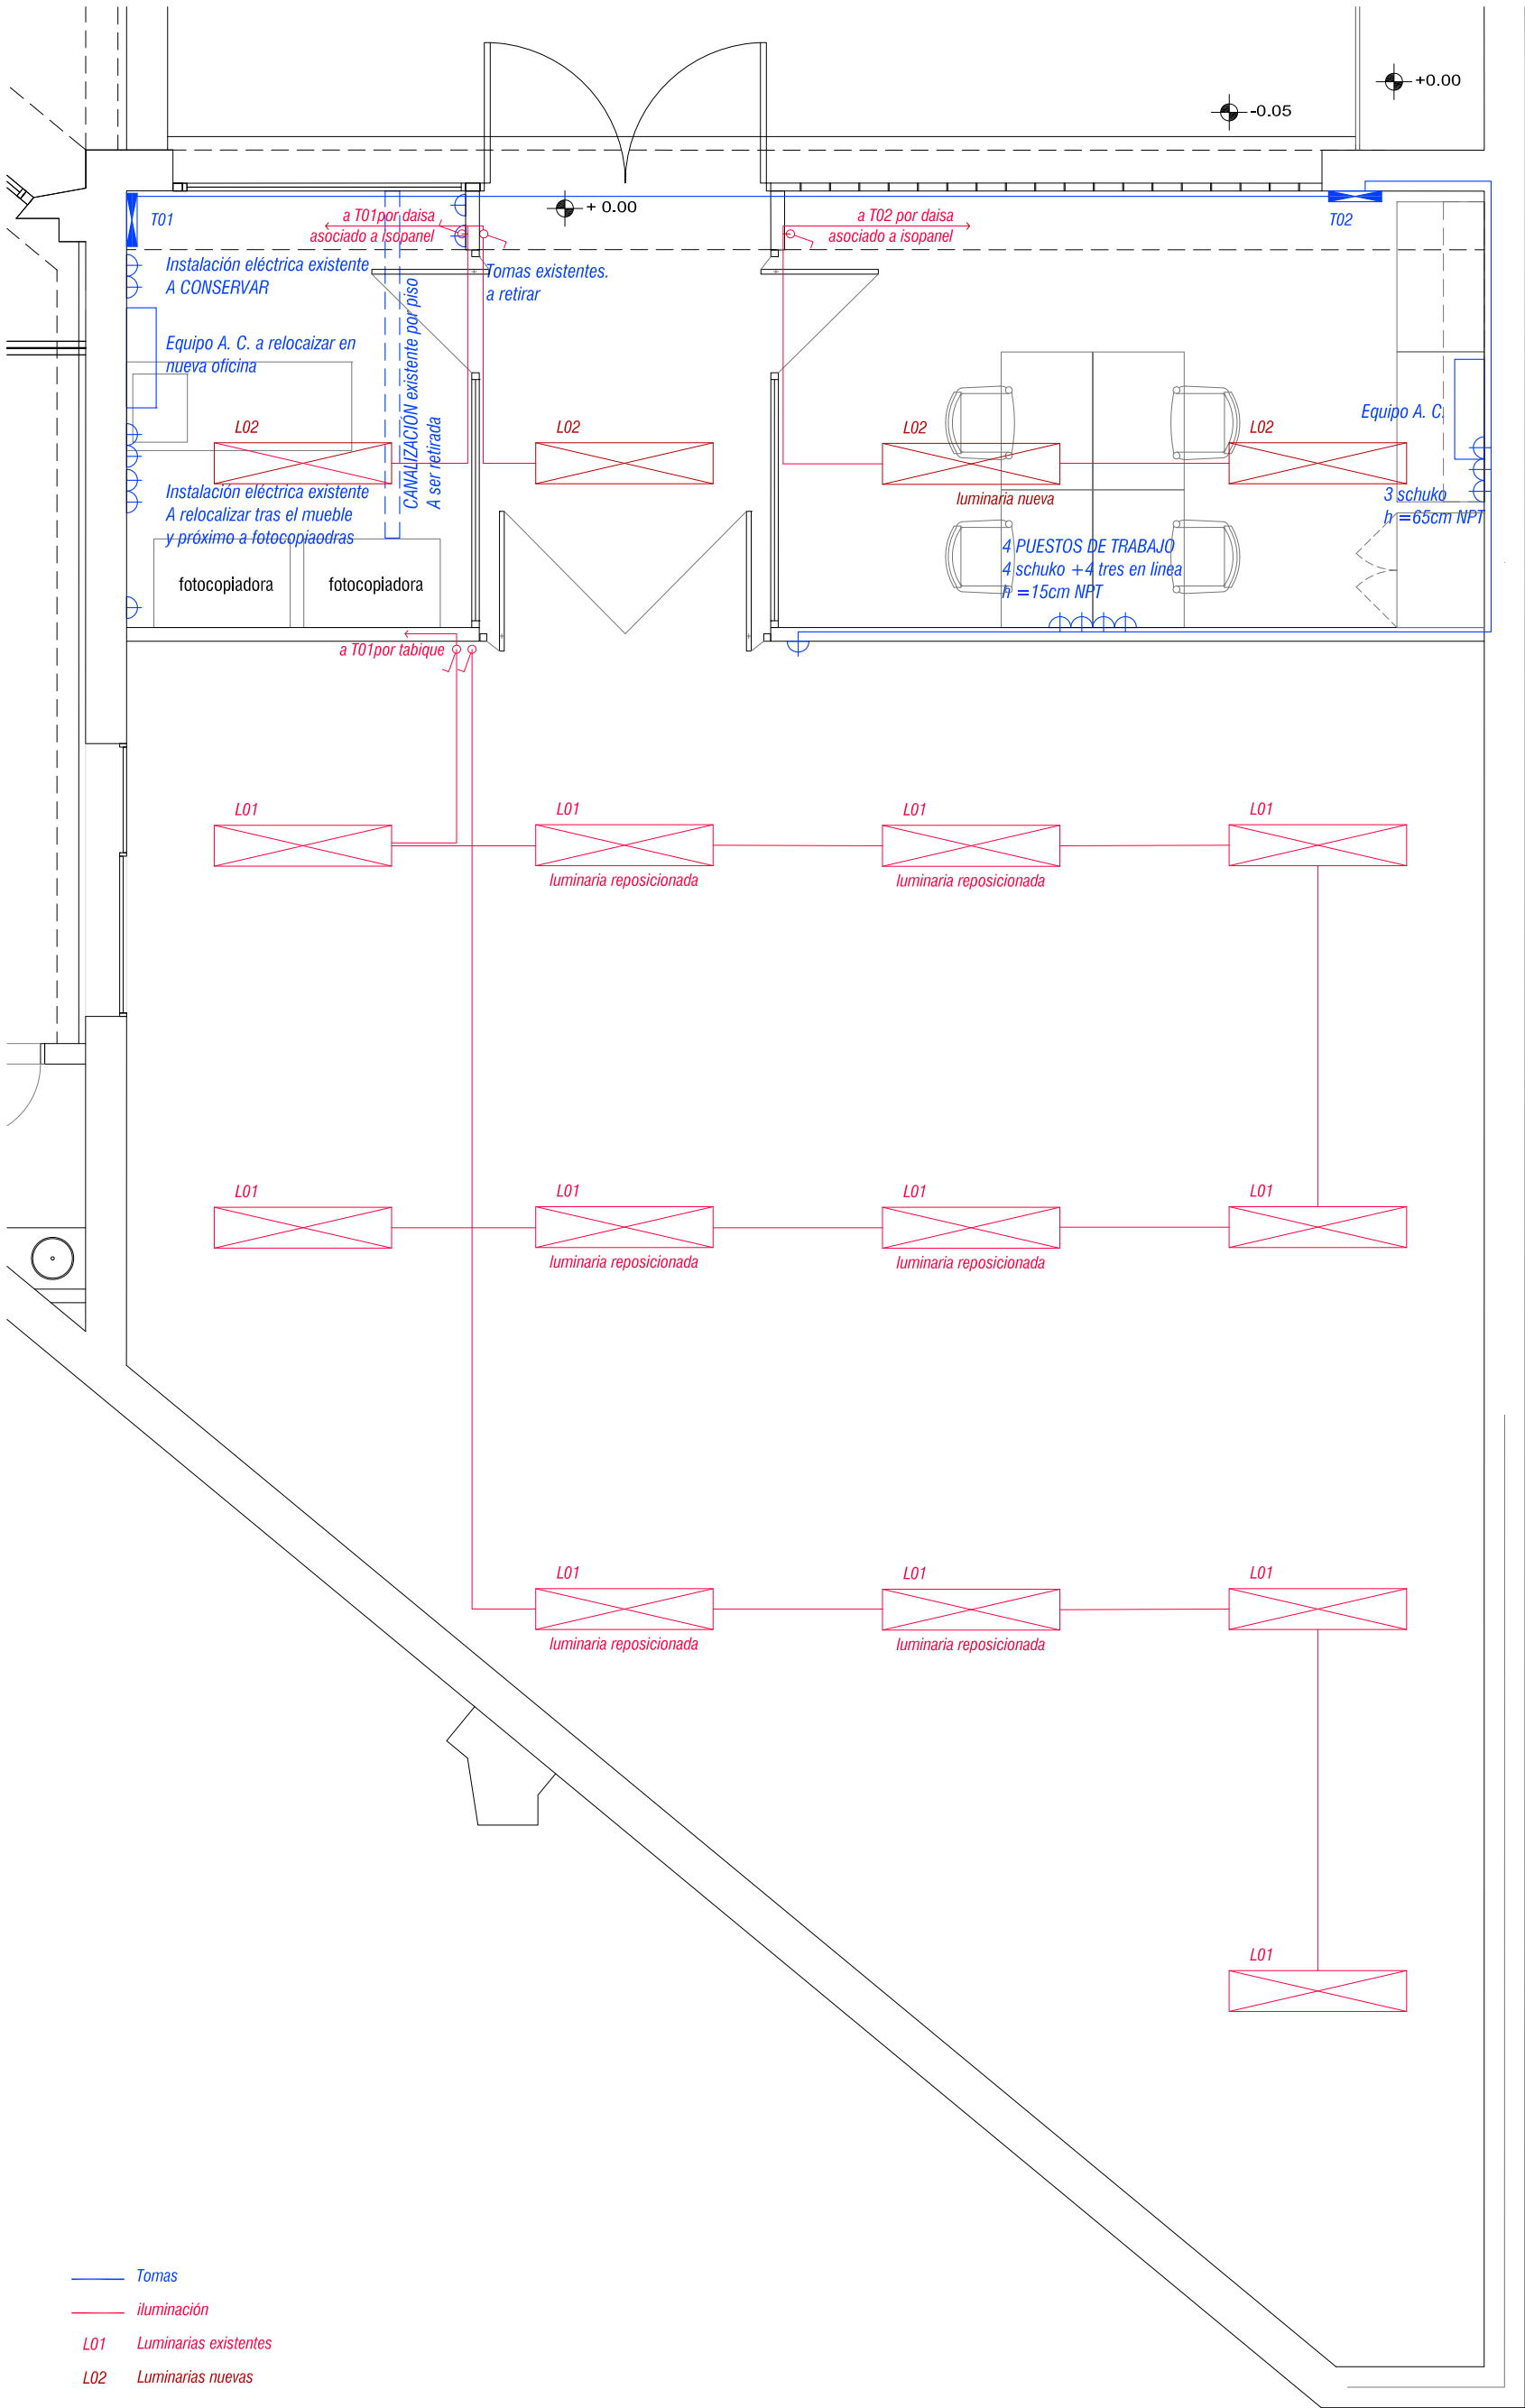 +0.00
-0.05
+ 0.00
T01
a T01por daisa
asociado a isopanel
a T02 por daisa
asociado a isopanel
T02
Instalación eléctrica existente
A CONSERVAR
Tomas existentes.
a retirar
Equipo A. C. a relocaizar en
nueva oficina
CANALIZACIÓN existente por piso
A ser retirada
Equipo A. C.
L02
L02
L02
L02
luminaria nueva
Instalación eléctrica existente
A relocalizar tras el mueble
y próximo a fotocopiaodras
3 schuko
h =65cm NPT
4 PUESTOS DE TRABAJO
4 schuko +4 tres en linea
h =15cm NPT
fotocopiadora
fotocopiadora
a T01por tabique
L01
L01
L01
L01
luminaria reposicionada
luminaria reposicionada
L01
L01
L01
L01
luminaria reposicionada
luminaria reposicionada
L01
L01
L01
luminaria reposicionada
luminaria reposicionada
L01
Tomas
iluminación
L01 Luminarias existentes
L02 Luminarias nuevas